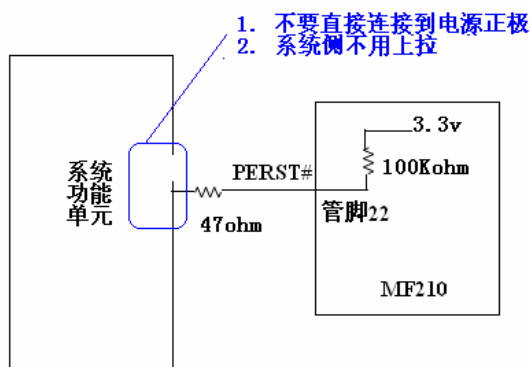 1. 不要直接连接到电源正极
2. 系统侧不用上拉
3.3v
100Kohm
PERST#
系统
功能
单元
47ohm
管脚22
MF210